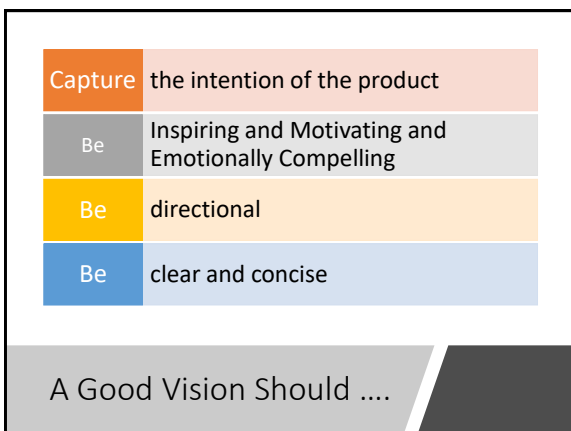 Capture the intention of the product
Be Inspiring and Motivating and
Emotionally Compelling
Be directional
Be clear and concise
A Good Vision Should ....